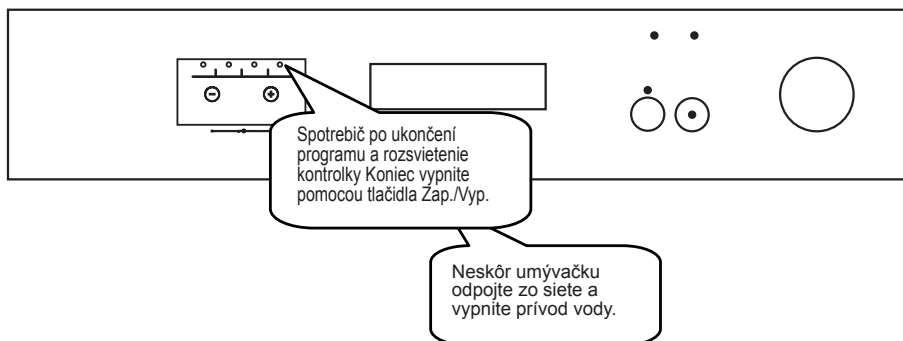 Spotrebič po ukončení
programu a rozsvietenie
kontrolky Koniec vypnite
pomocou tlačidla Zap./Vyp.
Neskôr umývačku
odpojte zo siete a
vypnite prívod vody.